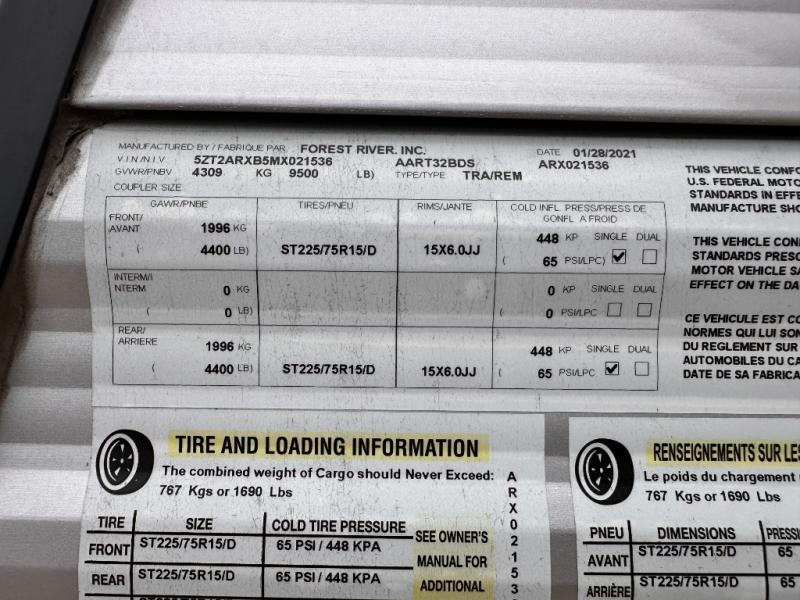 MANUFACTURED BY / FABRIQUE PAR FOREST RIVER. INC. DATE 01/28/2021
V.I.N./N.I.V. 5ZT2ARXB5MX021536 AART32BDS ARX021536
GVWR/PNBV 4309 KG 9500 LB) TYPE/TYPE TRA/REM
COUPLER SIZE
GAWR/PNBE TIRES/PNEU RIMS/JANTE COLD INFL. PRESS/PRESS DE GONFL A FROID
FRONT/
AVANT 1996 KG 448 KP SINGLE DUAL
( 4400 LB) ST225/75R15/D 15X6.0JJ ( 65 PSI/LPC)
INTERM/I
NTERM 0 KG 0 KP SINGLE DUAL
( 0 LB) ( 0 PSI/LPC
REAR/
ARRIERE 1996 KG 448 KP SINGLE DUAL
( 4400 LB) ST225/75R15/D 15X6.0JJ ( 65 PSI/LPC
THIS VEHICLE CONFO
U.S. FEDERAL MOTO
STANDARDS IN EFFE
MANUFACTURE SHO
THIS VEHICLE CON
STANDARDS PRESC
MOTOR VEHICLE SA
EFFECT ON THE DA
CE VEHICULE EST CO
NORMES QUI LUI SON
DU REGLEMENT SUR
AUTOMOBILES DU CA
DATE DE SA FABRICA
TIRE AND LOADING INFORMATION
The combined weight of Cargo should Never Exceed:
767 Kgs or 1690 Lbs
TIRE SIZE COLD TIRE PRESSURE
FRONT ST225/75R15/D 65 PSI / 448 KPA
REAR ST225/75R15/D 65 PSI / 448 KPA
SEE OWNER'S
MANUAL FOR
ADDITIONAL
ARX02153
RENSEIGNEMENTS SUR LES
Le poids du chargement
767 Kgs or 1690 Lbs
PNEU DIMENSIONS PRESSI
AVANT ST225/75R15/D 65
ARRIÈRE ST225/75R15/D 65